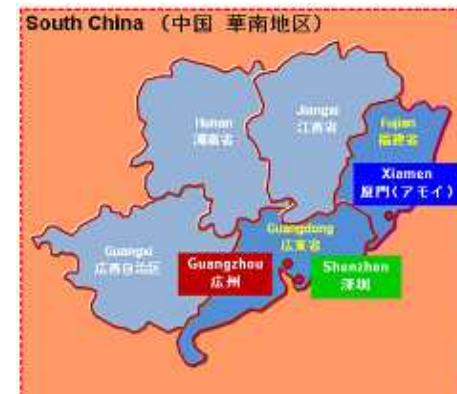 South China （中国 華南地区）
Hunan
湖南省
Jiangxi
江西省
Fujian
福建省
Xiamen
厦門(アモイ)
Guangdong
広東省
Guangxi
広西自治区
Guangzhou
広州
Shenzhen
深圳